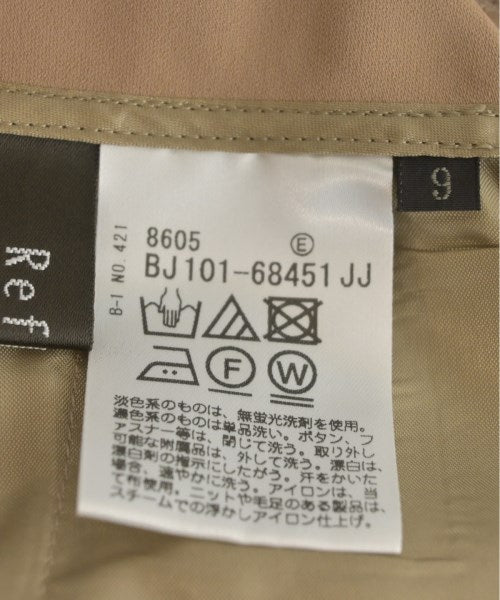 Ref
9
B-1 NO. 421
8605 Ⓔ
BJ101-68451 JJ
F W
淡色系のものは、無蛍光洗剤を使用。
濃色系のものは単品洗い。ボタン、フ
ァスナー等は、閉じて洗う。取り外し
可能な附属品は、外して洗う。漂白は、
漂白剤の指示にしたがう。汗をかいた
場合、速やかに洗う。アイロンは、当
て布使用。ニットや毛足のある製品は、
スチームでの浮かしアイロン仕上げ。